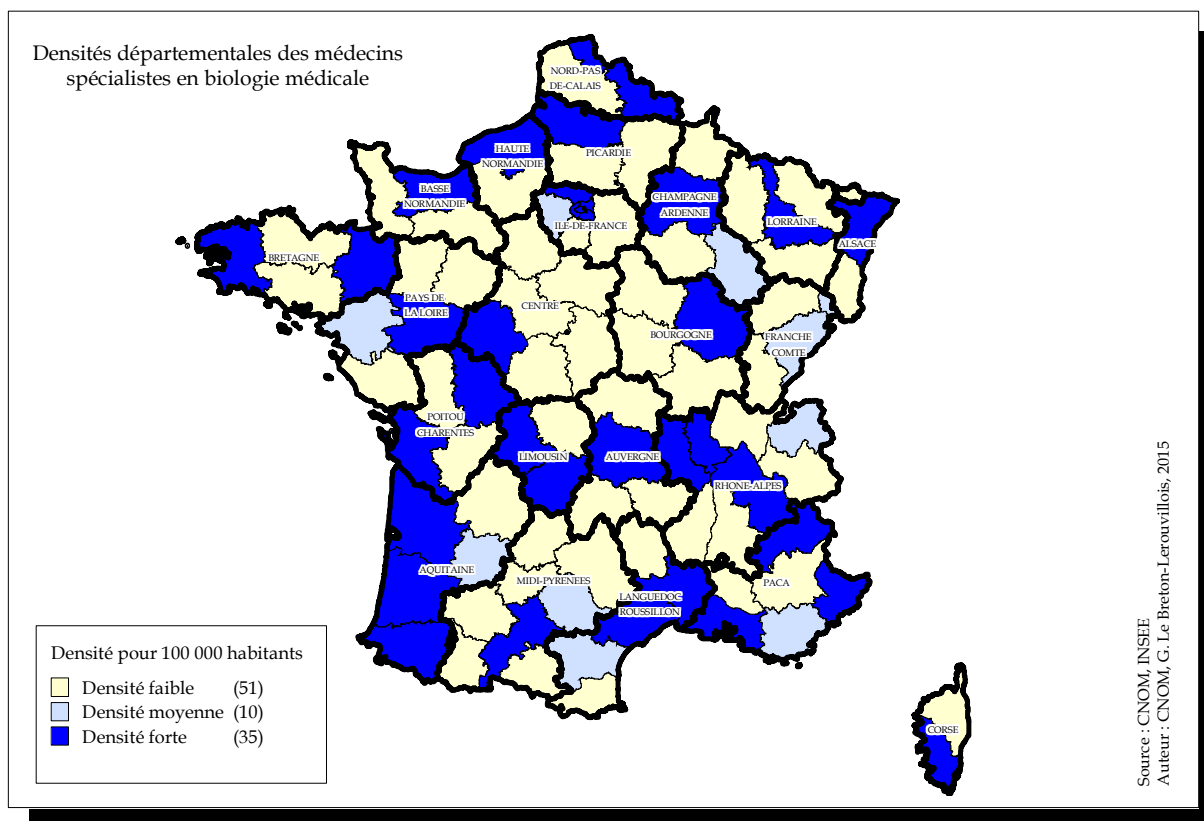 Densités départementales des médecins
spécialistes en biologie médicale
NORD-PAS
DE-CALAIS
HAUTE
NORMANDIE
PICARDIE
BASSE
NORMANDIE
CHAMPAGNE
ARDENNE
ILE-DE-FRANCE
LORRAINE
ALSACE
BRETAGNE
PAYS DE
LA LOIRE
CENTRE
BOURGOGNE
FRANCHE
COMTE
POITOU
CHARENTES
LIMOUSIN
AUVERGNE
RHONE-ALPES
AQUITAINE
MIDI-PYRENEES
LANGUEDOC-
ROUSSILLON
PACA
CORSE
Densité pour 100 000 habitants
Densité faible (51)
Densité moyenne (10)
Densité forte (35)
Source : CNOM, INSEE
Auteur : CNOM, G. Le Breton-Lerouvillois, 2015